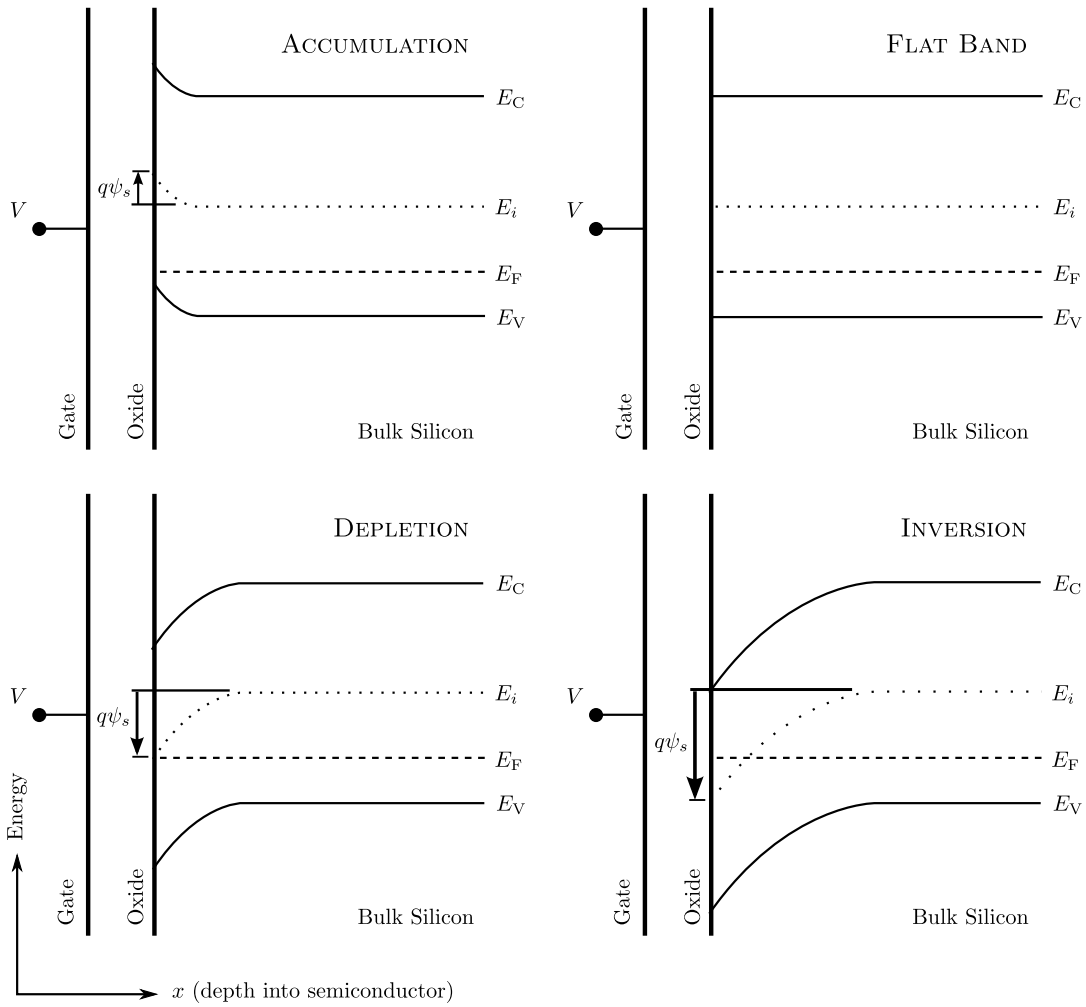 ACCUMULATION
E_C
qψ_s
V
E_i
E_F
E_V
Gate
Oxide
Bulk Silicon
FLAT BAND
E_C
V
E_i
E_F
E_V
Gate
Oxide
Bulk Silicon
DEPLETION
E_C
V
E_i
qψ_s
E_F
E_V
Gate
Oxide
Bulk Silicon
INVERSION
E_C
V
E_i
qψ_s
E_F
E_V
Gate
Oxide
Bulk Silicon
Energy
x (depth into semiconductor)